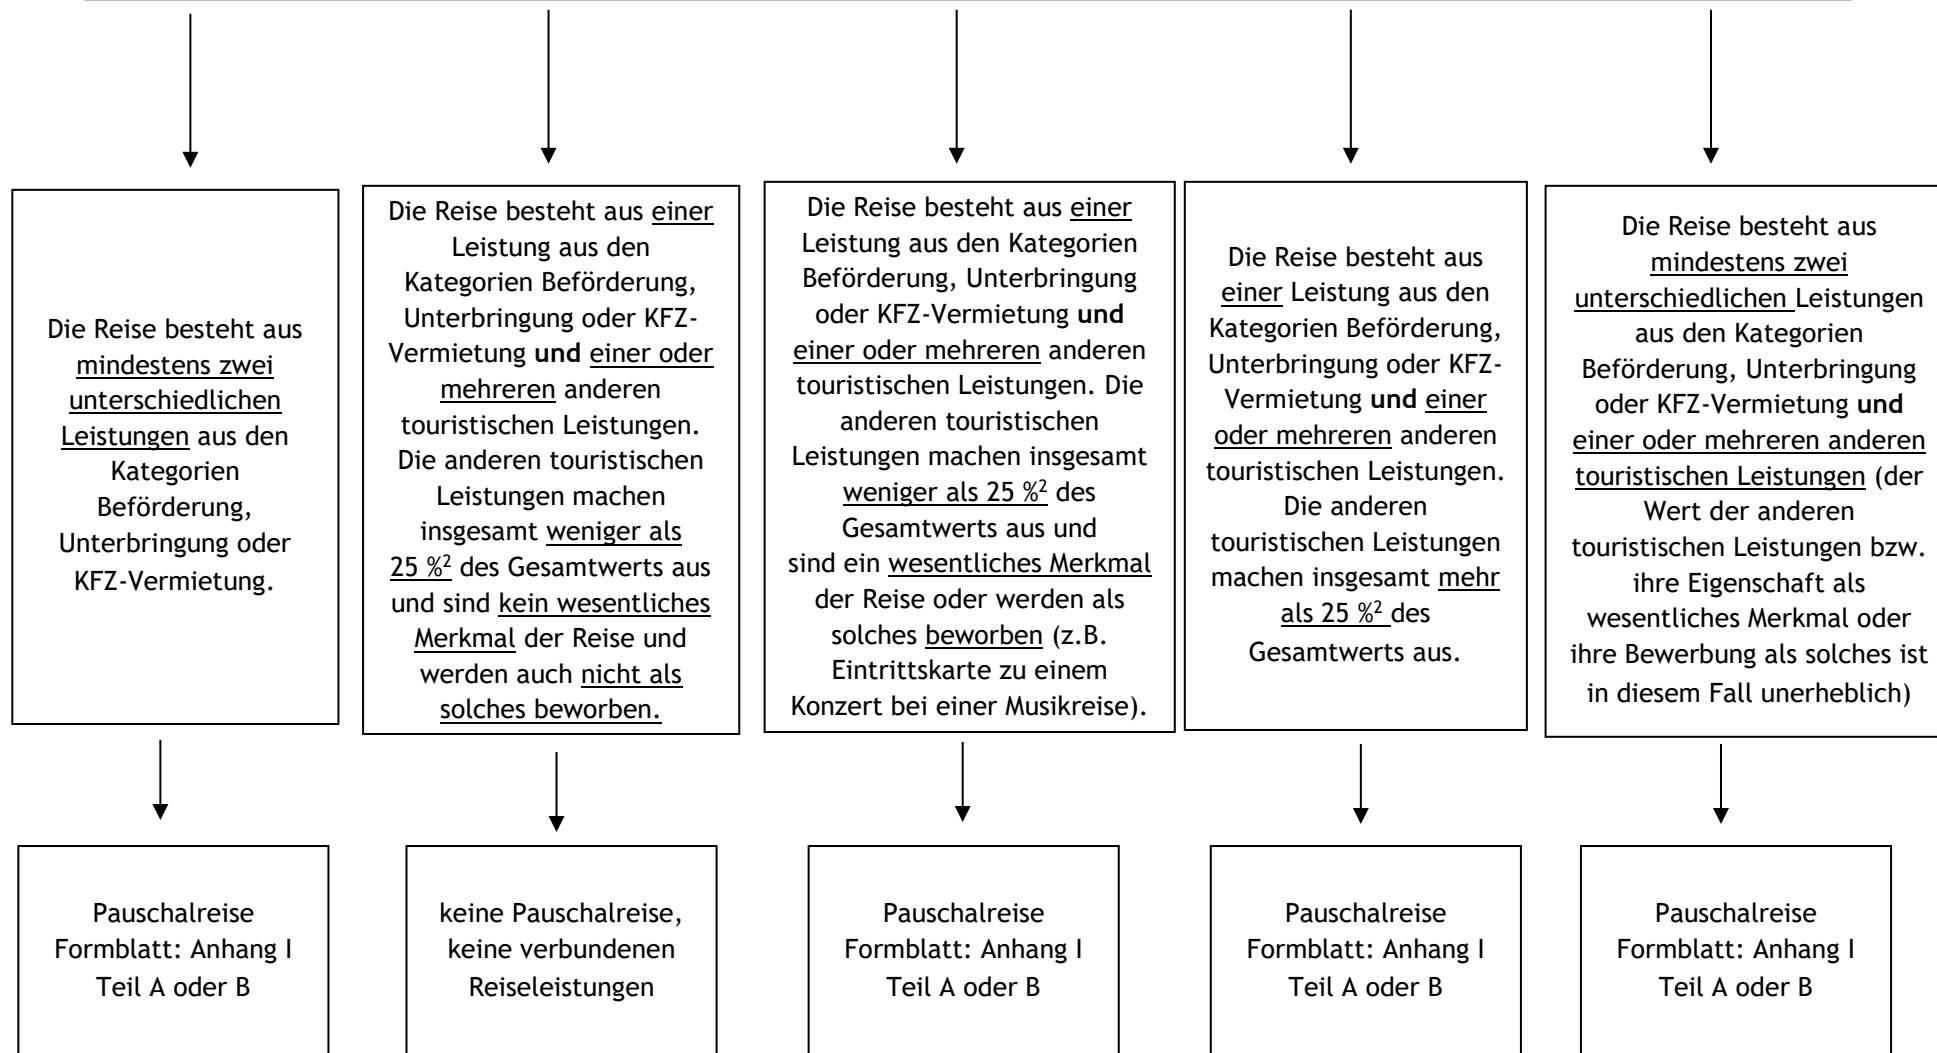 Die Reise besteht aus
mindestens zwei
unterschiedlichen
Leistungen aus den
Kategorien
Beförderung,
Unterbringung oder
KFZ-Vermietung.
Die Reise besteht aus einer
Leistung aus den
Kategorien Beförderung,
Unterbringung oder KFZ-
Vermietung und einer oder
mehreren anderen
touristischen Leistungen.
Die anderen touristischen
Leistungen machen
insgesamt weniger als
25 %² des Gesamtwerts aus
und sind kein wesentliches
Merkmal der Reise und
werden auch nicht als
solches beworben.
Die Reise besteht aus einer
Leistung aus den Kategorien
Beförderung, Unterbringung
oder KFZ-Vermietung und
einer oder mehreren anderen
touristischen Leistungen. Die
anderen touristischen
Leistungen machen insgesamt
weniger als 25 %² des
Gesamtwerts aus und
sind ein wesentliches Merkmal
der Reise oder werden als
solches beworben (z.B.
Eintrittskarte zu einem
Konzert bei einer Musikreise).
Die Reise besteht aus
einer Leistung aus den
Kategorien Beförderung,
Unterbringung oder KFZ-
Vermietung und einer
oder mehreren anderen
touristischen Leistungen.
Die anderen
touristischen Leistungen
machen insgesamt mehr
als 25 %² des
Gesamtwerts aus.
Die Reise besteht aus
mindestens zwei
unterschiedlichen Leistungen
aus den Kategorien
Beförderung, Unterbringung
oder KFZ-Vermietung und
einer oder mehreren anderen
touristischen Leistungen (der
Wert der anderen
touristischen Leistungen bzw.
ihre Eigenschaft als
wesentliches Merkmal oder
ihre Bewerbung als solches ist
in diesem Fall unerheblich)
Pauschalreise
Formblatt: Anhang I
Teil A oder B
keine Pauschalreise,
keine verbundenen
Reiseleistungen
Pauschalreise
Formblatt: Anhang I
Teil A oder B
Pauschalreise
Formblatt: Anhang I
Teil A oder B
Pauschalreise
Formblatt: Anhang I
Teil A oder B